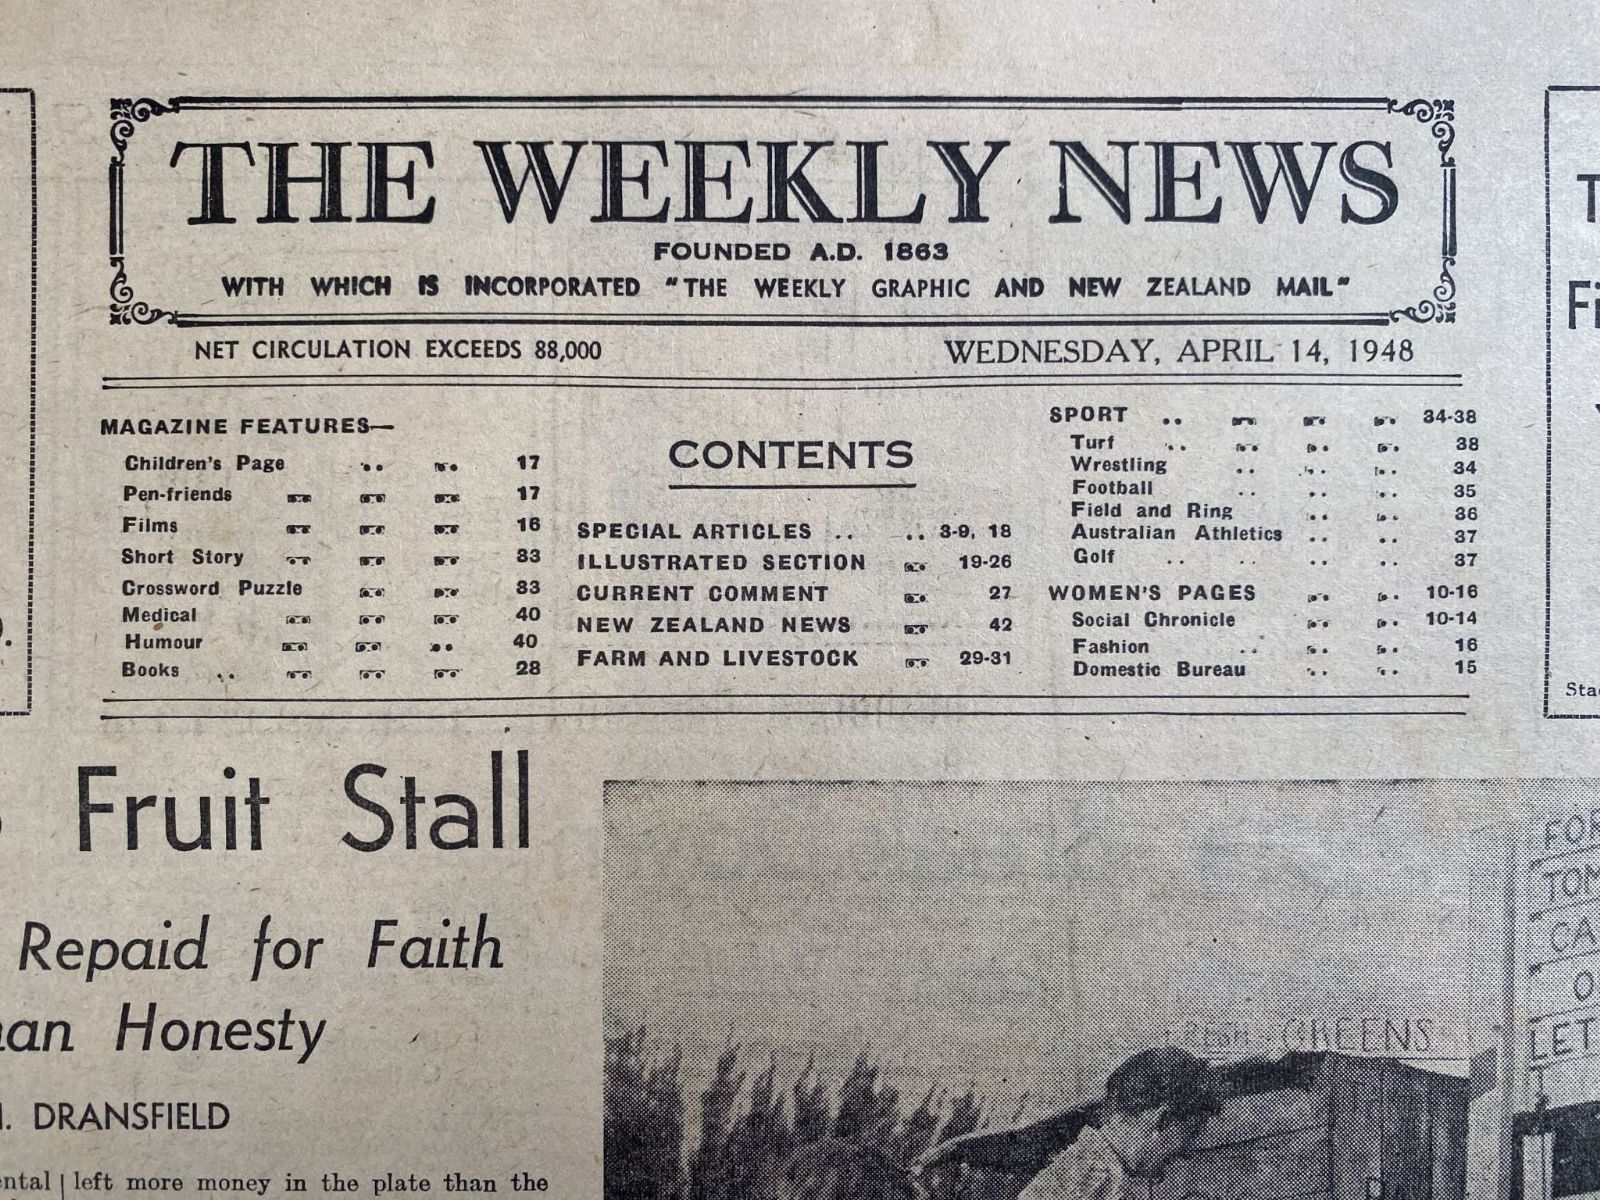 THE WEEKLY NEWS
FOUNDED A.D. 1863
WITH WHICH IS INCORPORATED "THE WEEKLY GRAPHIC AND NEW ZEALAND MAIL"
NET CIRCULATION EXCEEDS 88,000
WEDNESDAY, APRIL 14, 1948
MAGAZINE FEATURES—
Children's Page .. .. 17
Pen-friends .. .. .. 17
Films .. .. .. 16
Short Story .. .. .. 83
Crossword Puzzle .. .. 83
Medical .. .. .. 40
Humour .. .. .. 40
Books .. .. .. .. 28
CONTENTS
SPECIAL ARTICLES .. .. 3-9, 18
ILLUSTRATED SECTION .. 19-26
CURRENT COMMENT .. 27
NEW ZEALAND NEWS .. 42
FARM AND LIVESTOCK .. 29-31
SPORT .. .. .. .. 34-38
Turf .. .. .. .. 38
Wrestling .. .. .. 34
Football .. .. .. 35
Field and Ring .. .. 36
Australian Athletics .. .. 37
Golf .. .. .. .. 37
WOMEN'S PAGES .. .. 10-16
Social Chronicle .. .. 10-14
Fashion .. .. .. 16
Domestic Bureau .. .. 15
Fruit Stall
Repaid for Faith
Honesty
DRANSFIELD
left more money in the plate than the
FRESH GREENS